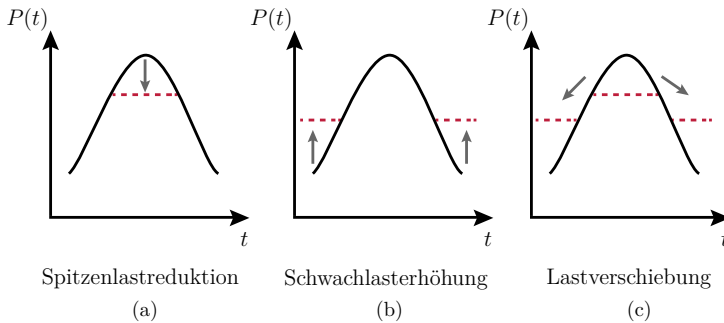 P(t) P(t) P(t)
t t t
Spitzenlastreduktion Schwachlasterhöhung Lastverschiebung
(a) (b) (c)